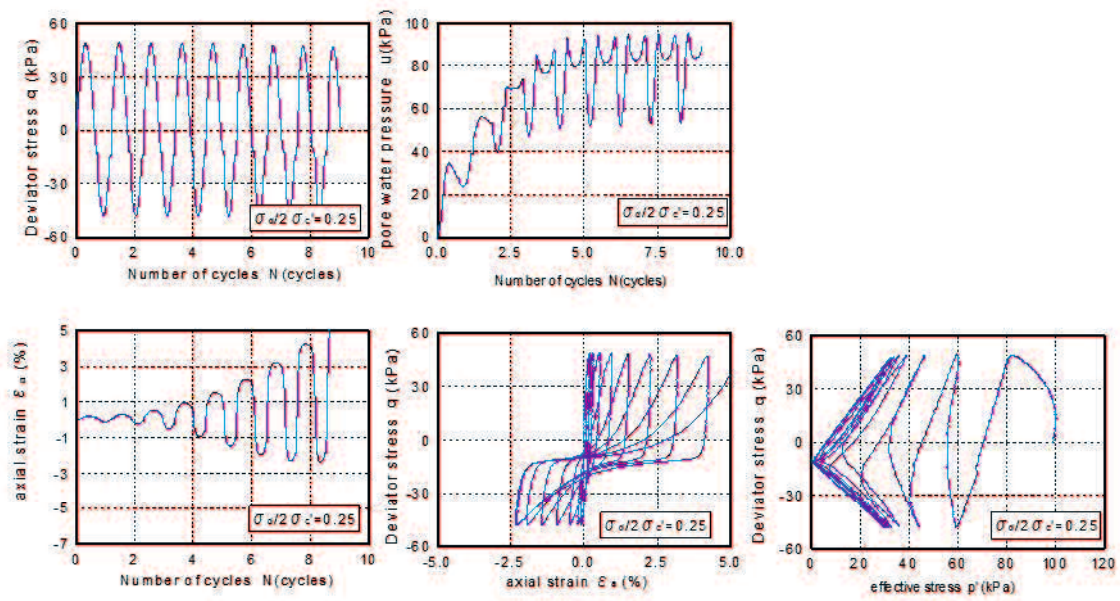 Deviator stress q (kPa)
60
30
0
-30
-60
σd/2σc'=0.25
0 2 4 6 8 10
Number of cycles N(cycles)
pore water pressure u(kPa)
100
80
60
40
20
0
σd/2σc'=0.25
0.0 2.5 5.0 7.5 10.0
Number of cycles N(cycles)
axial strain εa (%)
5
3
1
-1
-3
-5
-7
σd/2σc'=0.25
0 2 4 6 8 10
Number of cycles N(cycles)
Deviator stress q (kPa)
60
30
0
-30
-60
σd/2σc'=0.25
-5.0 -2.5 0.0 2.5 5.0
axial strain εa (%)
Deviator stress q (kPa)
60
30
0
-30
-60
σd/2σc'=0.25
0 20 40 60 80 100 120
effective stress p'(kPa)